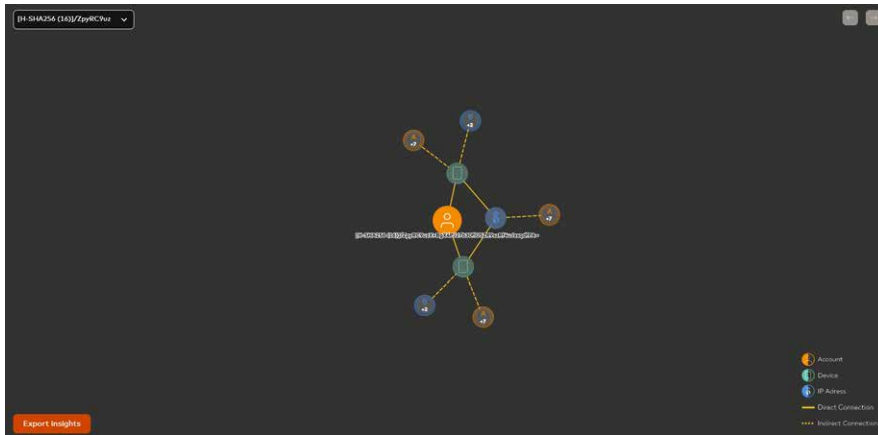 [H-SHA256 (16)]/ZpyRC9uz
+3
A
+7
A
+7
+3
A
+7
Account
Device
IP Adress
Direct Connection
Indirect Connection
Export Insights